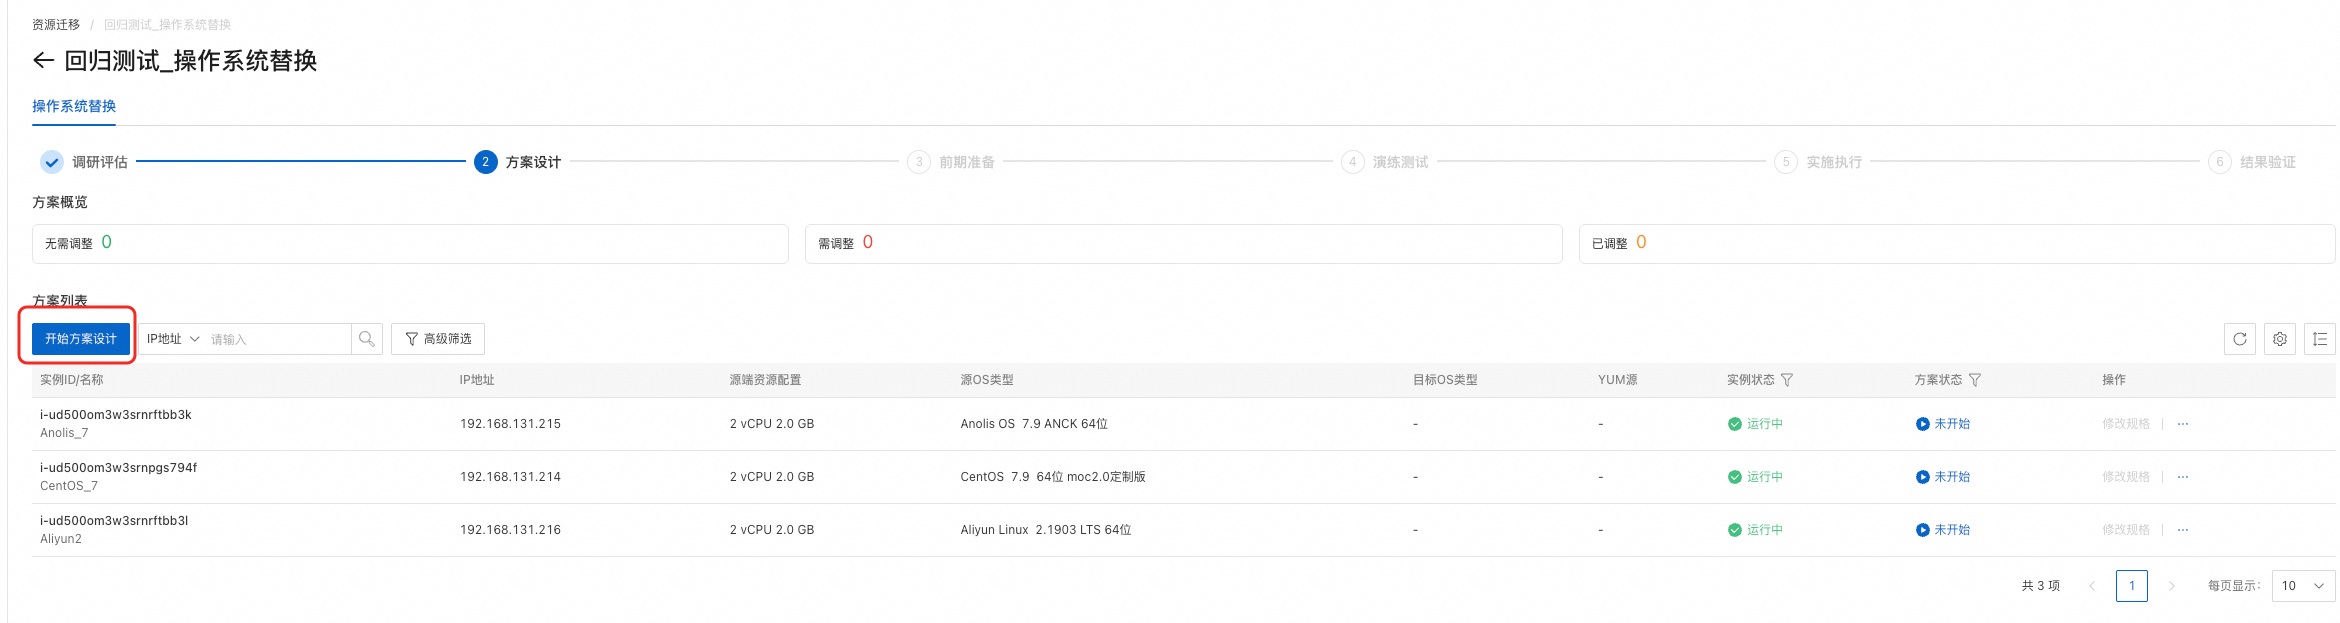 资源迁移 / 回归测试_操作系统替换
回归测试_操作系统替换
操作系统替换
调研评估 2 方案设计 3 前期准备 4 演练测试 5 实施执行 6 结果验证
方案概览
无需调整 0 需调整 0 已调整 0
方案列表
开始方案设计 IP地址 请输入 高级筛选
实例ID/名称 IP地址 源端资源配置 源OS类型 目标OS类型 YUM源 实例状态 方案状态 操作
i-ud500om3w3srnrftbb3k
Anolis_7
192.168.131.215 2 vCPU 2.0 GB Anolis OS 7.9 ANCK 64位 - - 运行中 未开始 修改规格 | ···
i-ud500om3w3srnpgs794f
CentOS_7
192.168.131.214 2 vCPU 2.0 GB CentOS 7.9 64位 moc2.0定制版 - - 运行中 未开始 修改规格 | ···
i-ud500om3w3srnrftbb3l
Aliyun2
192.168.131.216 2 vCPU 2.0 GB Aliyun Linux 2.1903 LTS 64位 - - 运行中 未开始 修改规格 | ···
共 3 项 1 每页显示: 10